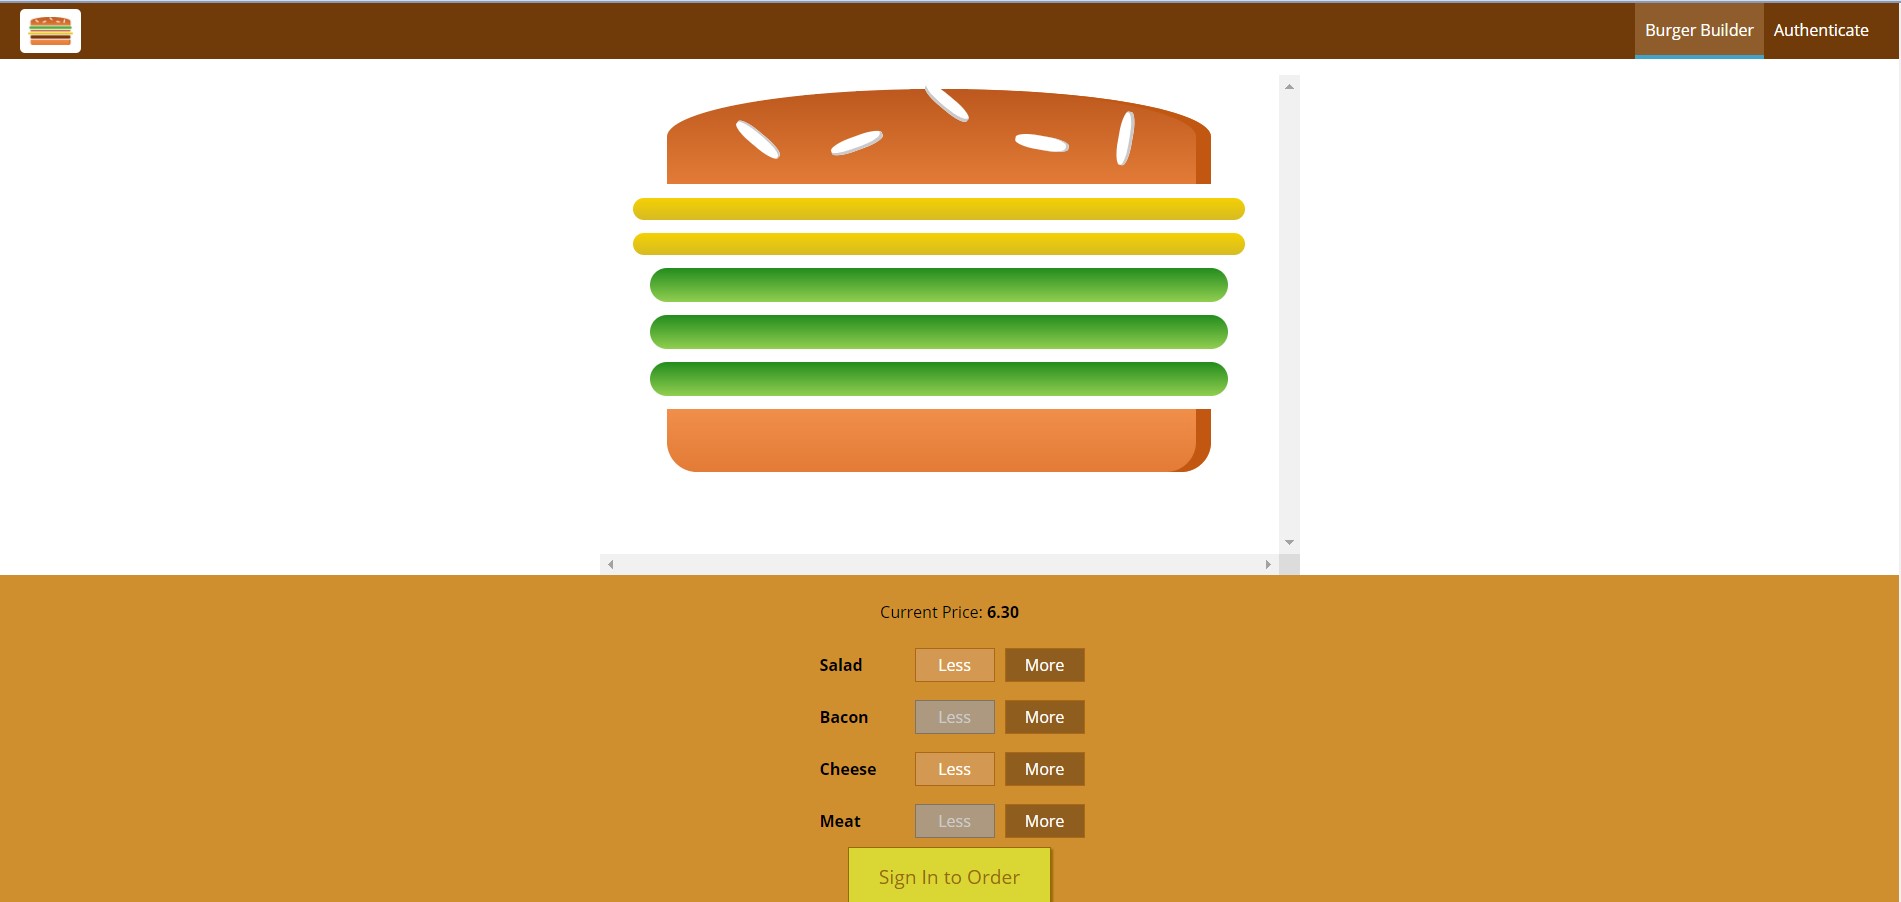 Burger Builder Authenticate
Current Price: 6.30
Salad Less More
Bacon Less More
Cheese Less More
Meat Less More
Sign In to Order